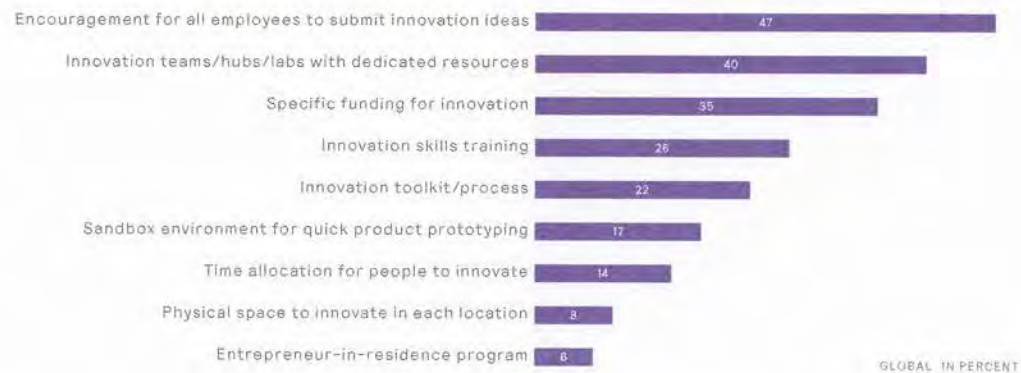 Encouragement for all employees to submit innovation ideas 47
Innovation teams/hubs/labs with dedicated resources 40
Specific funding for innovation 35
Innovation skills training 26
Innovation toolkit/process 22
Sandbox environment for quick product prototyping 17
Time allocation for people to innovate 14
Physical space to innovate in each location 8
Entrepreneur-in-residence program 6
GLOBAL IN PERCENT